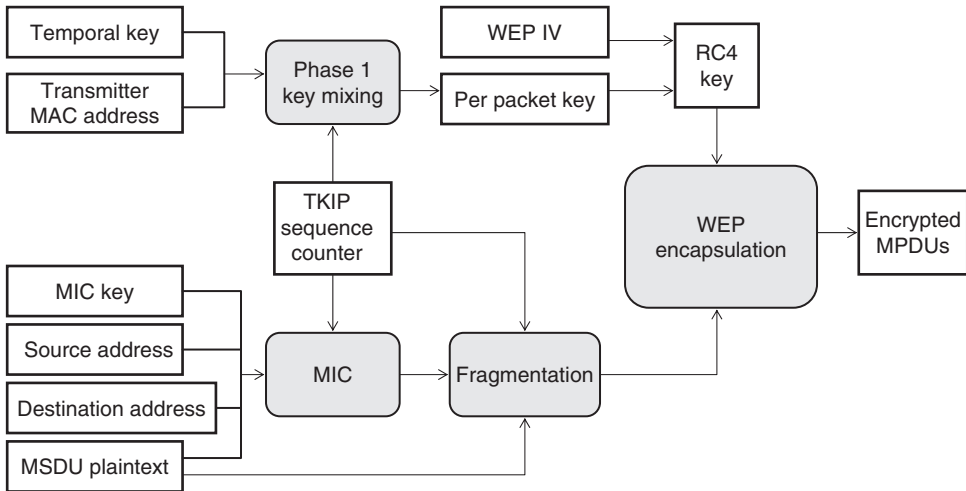 Temporal key
Transmitter
MAC address
Phase 1
key mixing
WEP IV
Per packet key
RC4
key
TKIP
sequence
counter
WEP
encapsulation
Encrypted
MPDUs
MIC key
Source address
Destination address
MSDU plaintext
MIC
Fragmentation